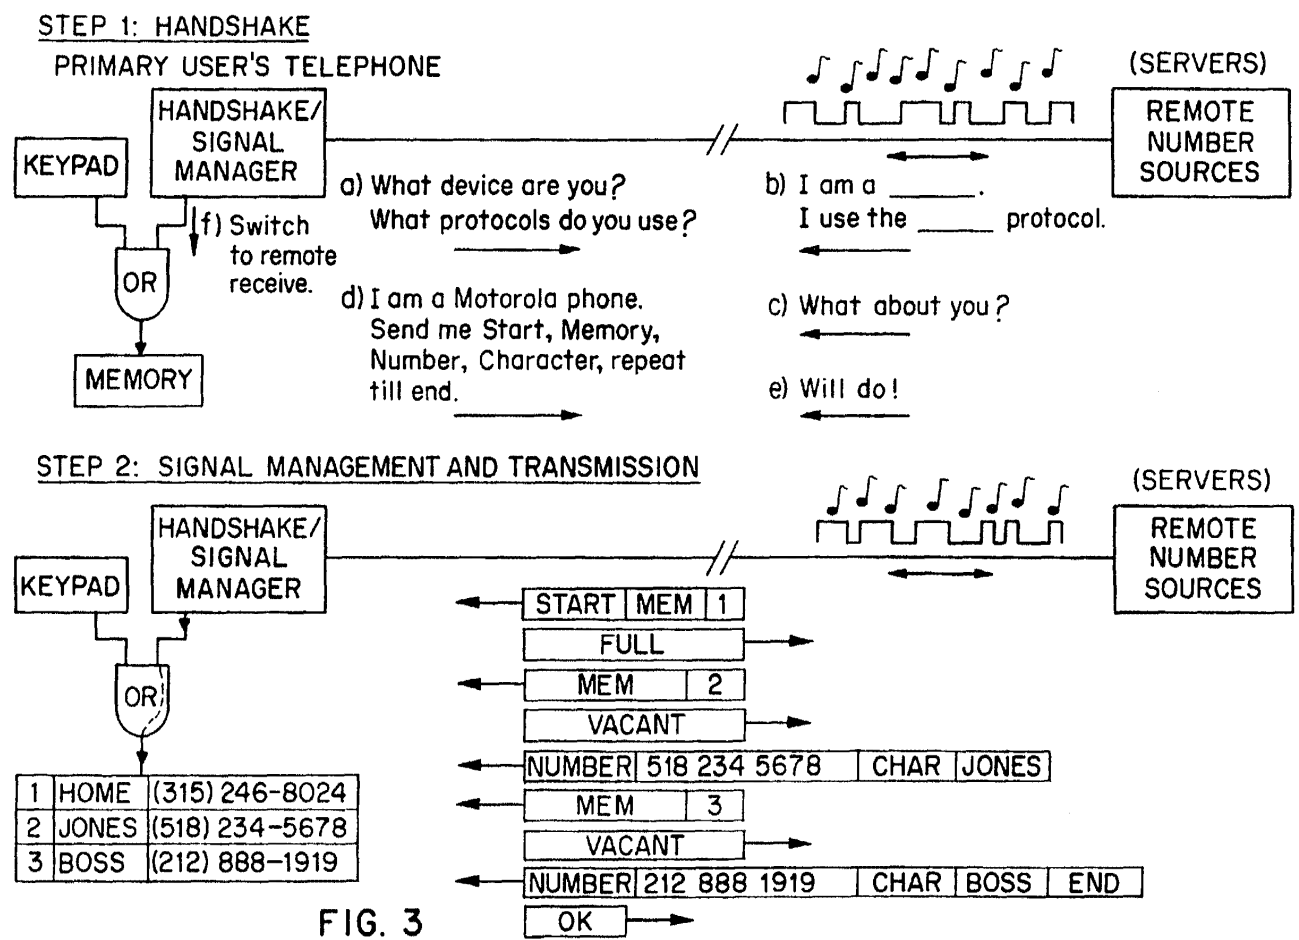 STEP 1: HANDSHAKE
PRIMARY USER'S TELEPHONE
(SERVERS)
HANDSHAKE/
SIGNAL
MANAGER
KEYPAD
REMOTE
NUMBER
SOURCES
a) What device are you?
What protocols do you use?
b) I am a ______ .
I use the _____ protocol.
f) Switch
to remote
receive.
OR
MEMORY
d) I am a Motorola phone.
Send me Start, Memory,
Number, Character, repeat
till end.
c) What about you?
e) Will do!
STEP 2: SIGNAL MANAGEMENT AND TRANSMISSION
(SERVERS)
HANDSHAKE/
SIGNAL
MANAGER
KEYPAD
REMOTE
NUMBER
SOURCES
OR
START MEM 1
FULL
MEM 2
VACANT
NUMBER 518 234 5678 CHAR JONES
MEM 3
VACANT
NUMBER 212 888 1919 CHAR BOSS END
OK
1 HOME (315) 246-8024
2 JONES (518) 234-5678
3 BOSS (212) 888-1919
FIG. 3